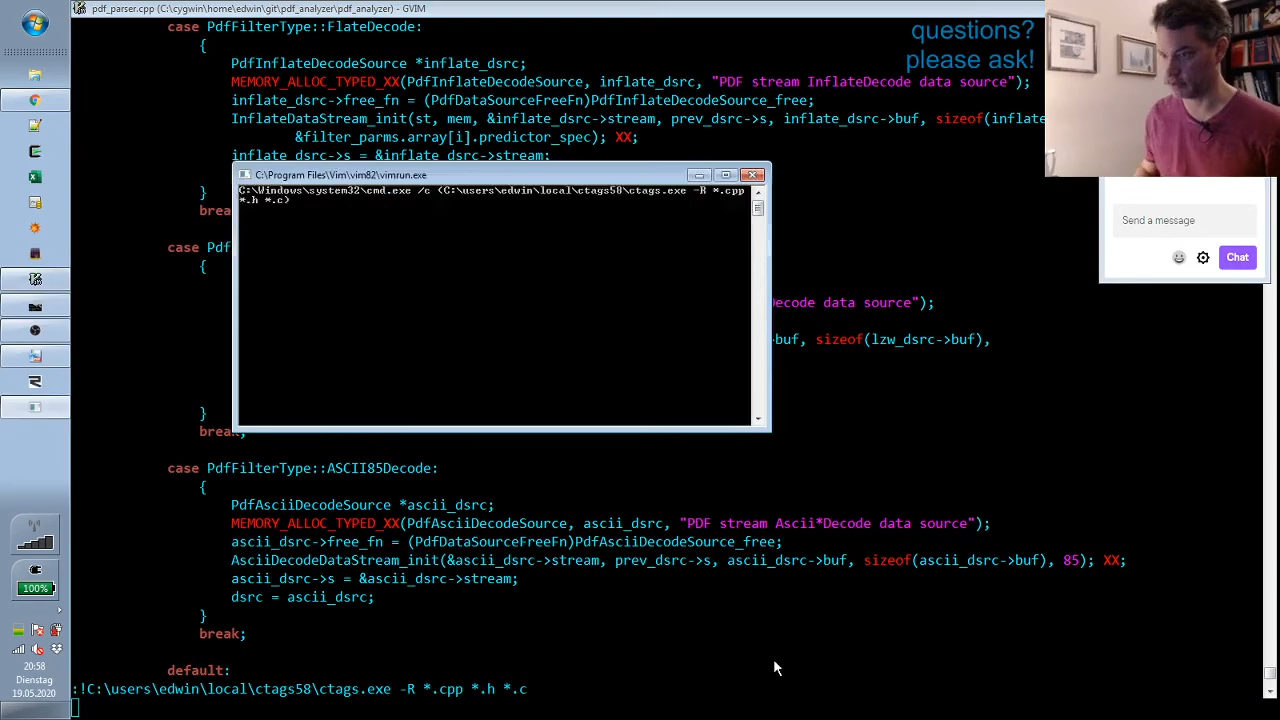 pdf_parser.cpp (C:\cygwin\home\edwin\git\pdf_analyzer\pdf_analyzer) - GVIM
case PdfFilterType::FlateDecode:
{
PdfInflateDecodeSource *inflate_dsrc;
MEMORY_ALLOC_TYPED_XX(PdfInflateDecodeSource, inflate_dsrc, "PDF stream InflateDecode data source");
inflate_dsrc->free_fn = (PdfDataSourceFreeFn)PdfInflateDecodeSource_free;
InflateDataStream_init(st, mem, &inflate_dsrc->stream, prev_dsrc->s, inflate_dsrc->buf, sizeof(inflate
&filter_parms.array[i].predictor_spec); XX;
inflate_dsrc->s = &inflate_dsrc->stream;
}
brea
case Pdf
{
Decode data source");
>buf, sizeof(lzw_dsrc->buf),
}
break;
case PdfFilterType::ASCII85Decode:
{
PdfAsciiDecodeSource *ascii_dsrc;
MEMORY_ALLOC_TYPED_XX(PdfAsciiDecodeSource, ascii_dsrc, "PDF stream Ascii*Decode data source");
ascii_dsrc->free_fn = (PdfDataSourceFreeFn)PdfAsciiDecodeSource_free;
AsciiDecodeDataStream_init(&ascii_dsrc->stream, prev_dsrc->s, ascii_dsrc->buf, sizeof(ascii_dsrc->buf), 85); XX;
ascii_dsrc->s = &ascii_dsrc->stream;
dsrc = ascii_dsrc;
}
break;
default:
:!C:\users\edwin\local\ctags58\ctags.exe -R *.cpp *.h *.c
C:\Program Files\Vim\vim82\vimrun.exe
C:\Windows\system32\cmd.exe /c (C:\users\edwin\local\ctags58\ctags.exe -R *.cpp
*.h *.c)
questions?
please ask!
Send a message
Chat
100%
20:58
Dienstag
19.05.2020